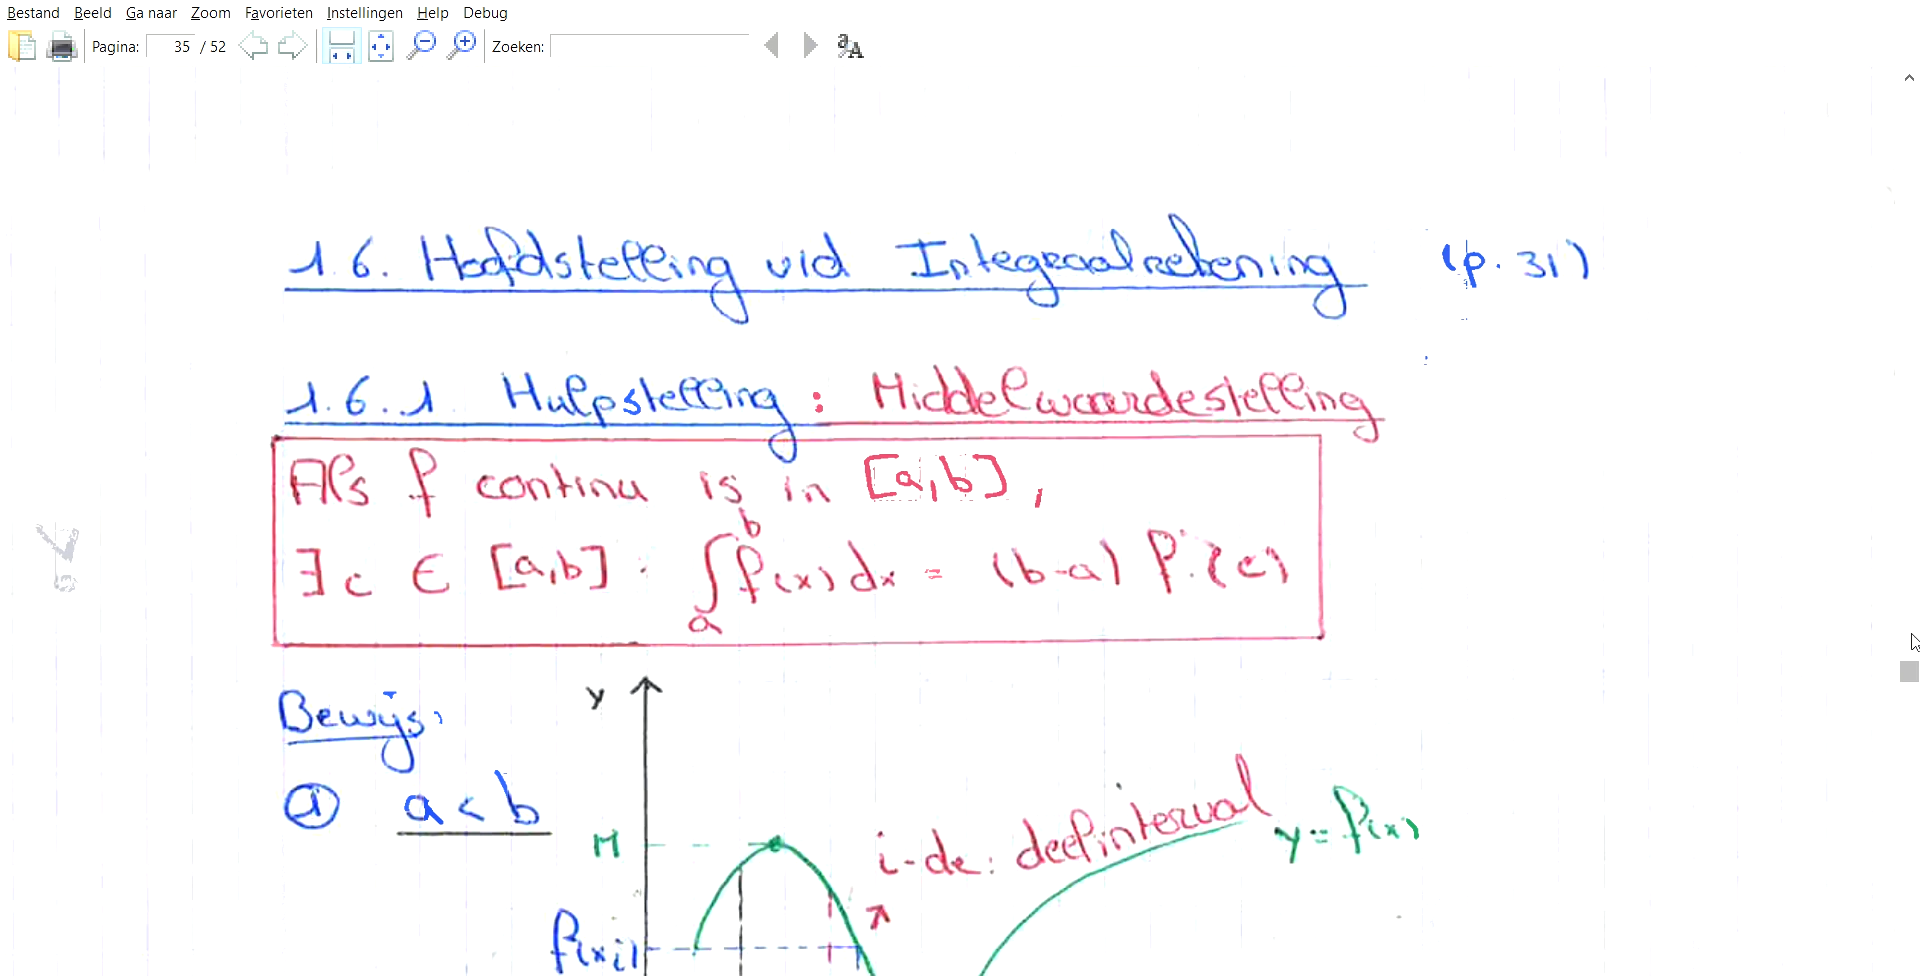 Bestand Beeld Ga naar Zoom Favorieten Instellingen Help Debug
Pagina: 35 / 52 Zoeken:
1.6. Hoofdstelling v/d Integraalrekening (p. 31)
1.6.1 Hulpstelling: Middelwaardestelling
Als f continu is in [a,b],
∃c ∈ [a,b] : ∫ₐᵇ f(x) dx = (b-a) f(c)
Bewijs:
① a < b
y
M
i-de: deelinterval
y = f(x)
f(xi)